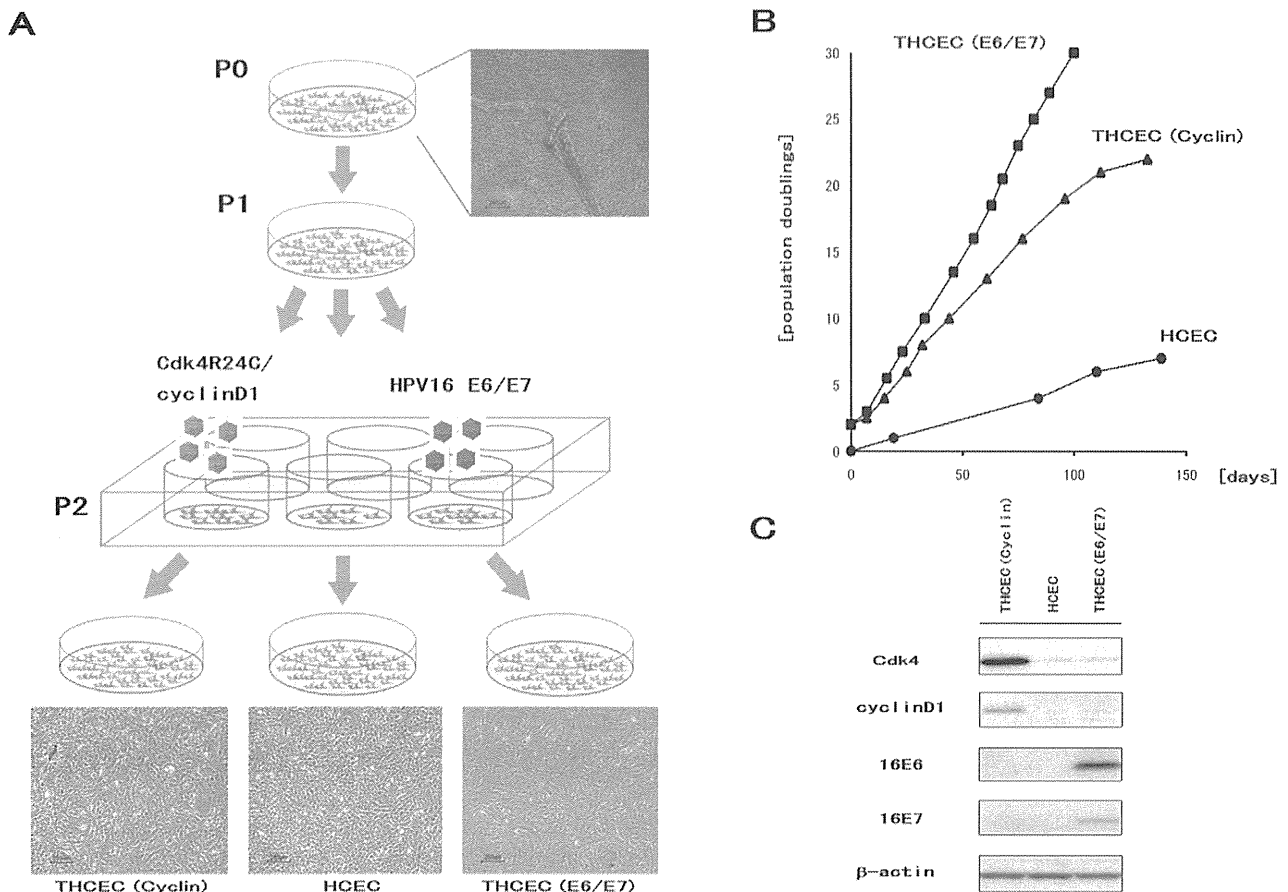 A
P0
P1
Cdk4R24C/
cyclinD1
HPV16 E6/E7
P2
THCEC (Cyclin)
HCEC
THCEC (E6/E7)
B
THCEC (E6/E7)
THCEC (Cyclin)
HCEC
[population doublings]
30
25
20
15
10
5
0
0
50
100
150
[days]
C
THCEC (Cyclin)
HCEC
THCEC (E6/E7)
Cdk4
cyclinD1
16E6
16E7
β-actin